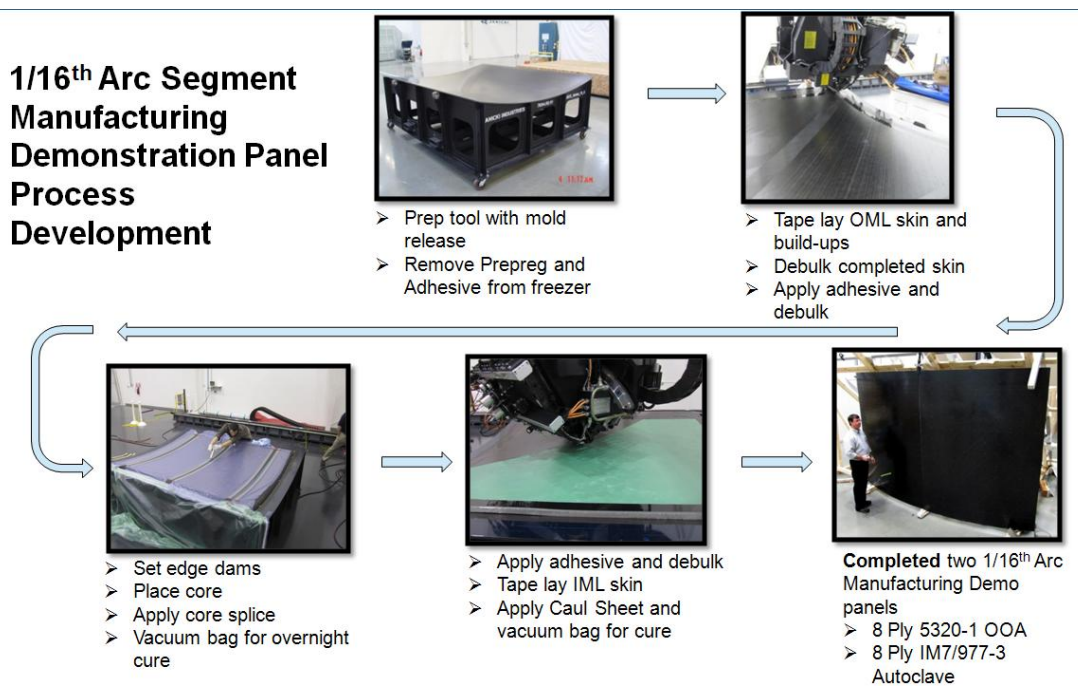 1/16th Arc Segment
Manufacturing
Demonstration Panel
Process
Development
JANICKI INDUSTRIES
➢ Prep tool with mold
release
➢ Remove Prepreg and
Adhesive from freezer
➢ Tape lay OML skin and
build-ups
➢ Debulk completed skin
➢ Apply adhesive and
debulk
➢ Set edge dams
➢ Place core
➢ Apply core splice
➢ Vacuum bag for overnight
cure
➢ Apply adhesive and debulk
➢ Tape lay IML skin
➢ Apply Caul Sheet and
vacuum bag for cure
Completed two 1/16th Arc
Manufacturing Demo
panels
➢ 8 Ply 5320-1 OOA
➢ 8 Ply IM7/977-3
Autoclave